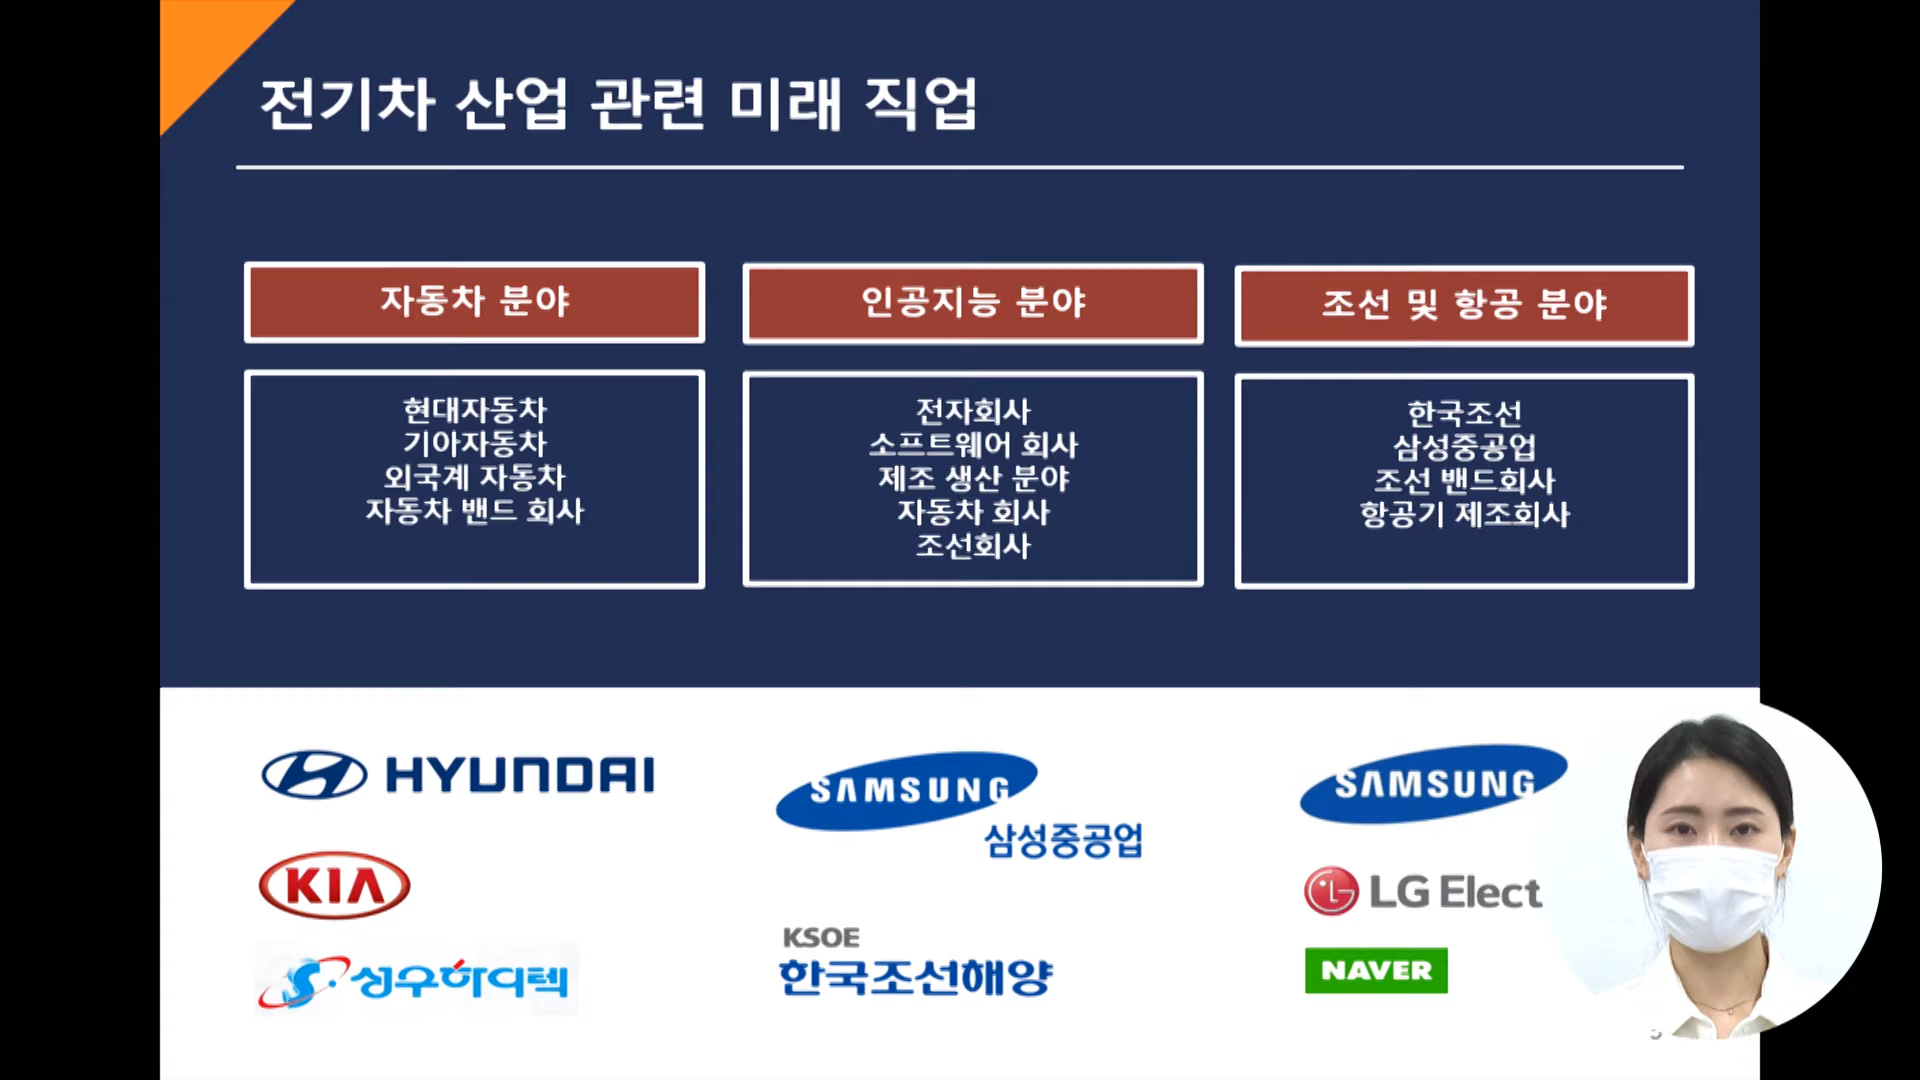 전기차 산업 관련 미래 직업
자동차 분야
현대자동차
기아자동차
외국계 자동차
자동차 밴드 회사
인공지능 분야
전자회사
소프트웨어 회사
제조 생산 분야
자동차 회사
조선회사
조선 및 항공 분야
한국조선
삼성중공업
조선 밴드회사
항공기 제조회사
HYUNDAI
KIA
성우하이텍
SAMSUNG
삼성중공업
KSOE
한국조선해양
SAMSUNG
LG Elect
NAVER